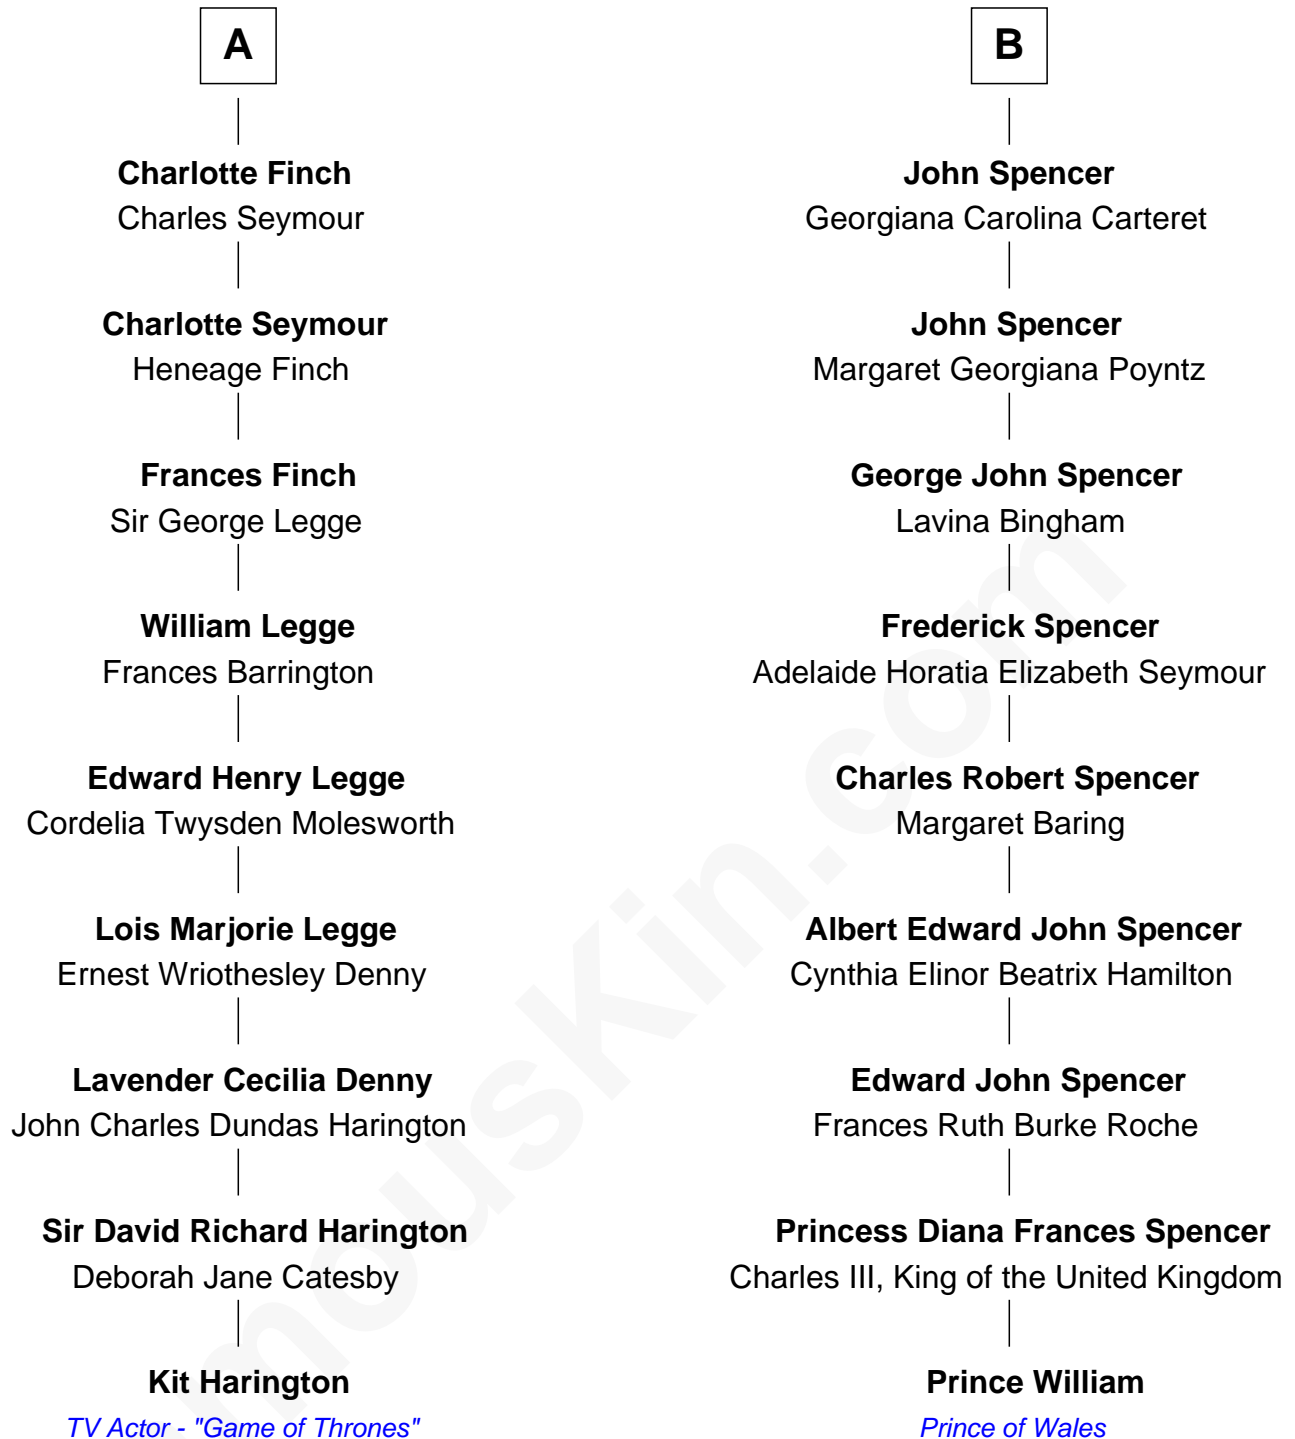 A
B
Charlotte Finch
Charles Seymour
John Spencer
Georgiana Carolina Carteret
Charlotte Seymour
Heneage Finch
John Spencer
Margaret Georgiana Poyntz
Frances Finch
Sir George Legge
George John Spencer
Lavina Bingham
William Legge
Frances Barrington
Frederick Spencer
Adelaide Horatia Elizabeth Seymour
Edward Henry Legge
Cordelia Twysden Molesworth
Charles Robert Spencer
Margaret Baring
Lois Marjorie Legge
Ernest Wriothesley Denny
Albert Edward John Spencer
Cynthia Elinor Beatrix Hamilton
Lavender Cecilia Denny
John Charles Dundas Harington
Edward John Spencer
Frances Ruth Burke Roche
Sir David Richard Harington
Deborah Jane Catesby
Princess Diana Frances Spencer
Charles III, King of the United Kingdom
Kit Harington
TV Actor - "Game of Thrones"
Prince William
Prince of Wales
mousKin.com